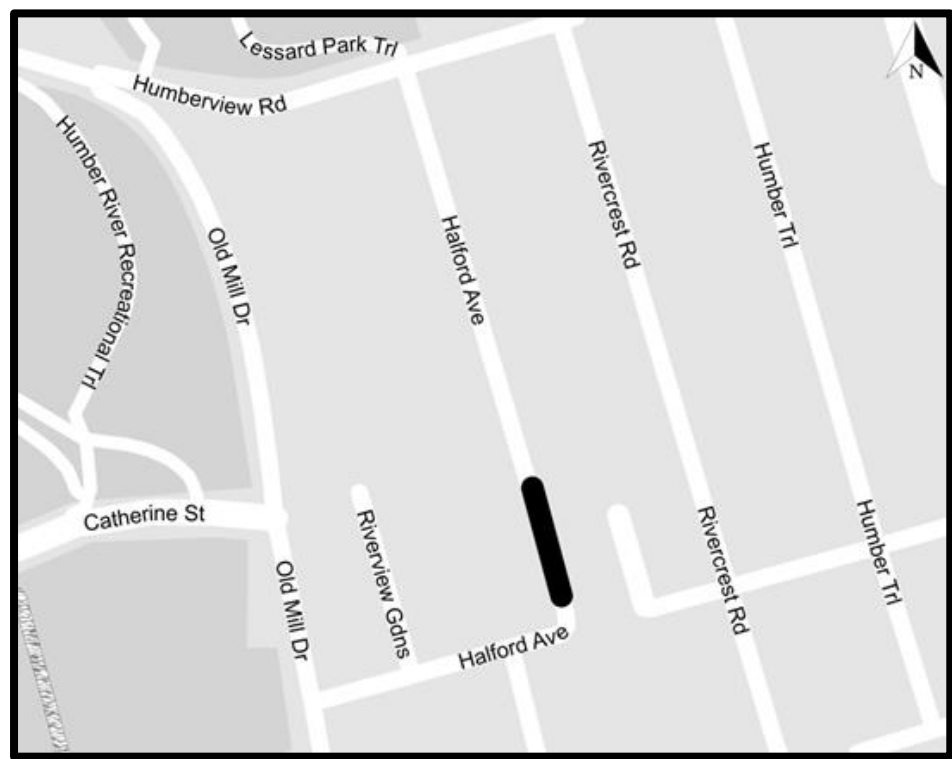 Lessard Park Trl
N
Humberview Rd
Humber River Recreational Trl
Rivercrest Rd
Humber Trl
Old Mill Dr
Halford Ave
Catherine St
Riverview Gdns
Rivercrest Rd
Humber Trl
Old Mill Dr
Halford Ave